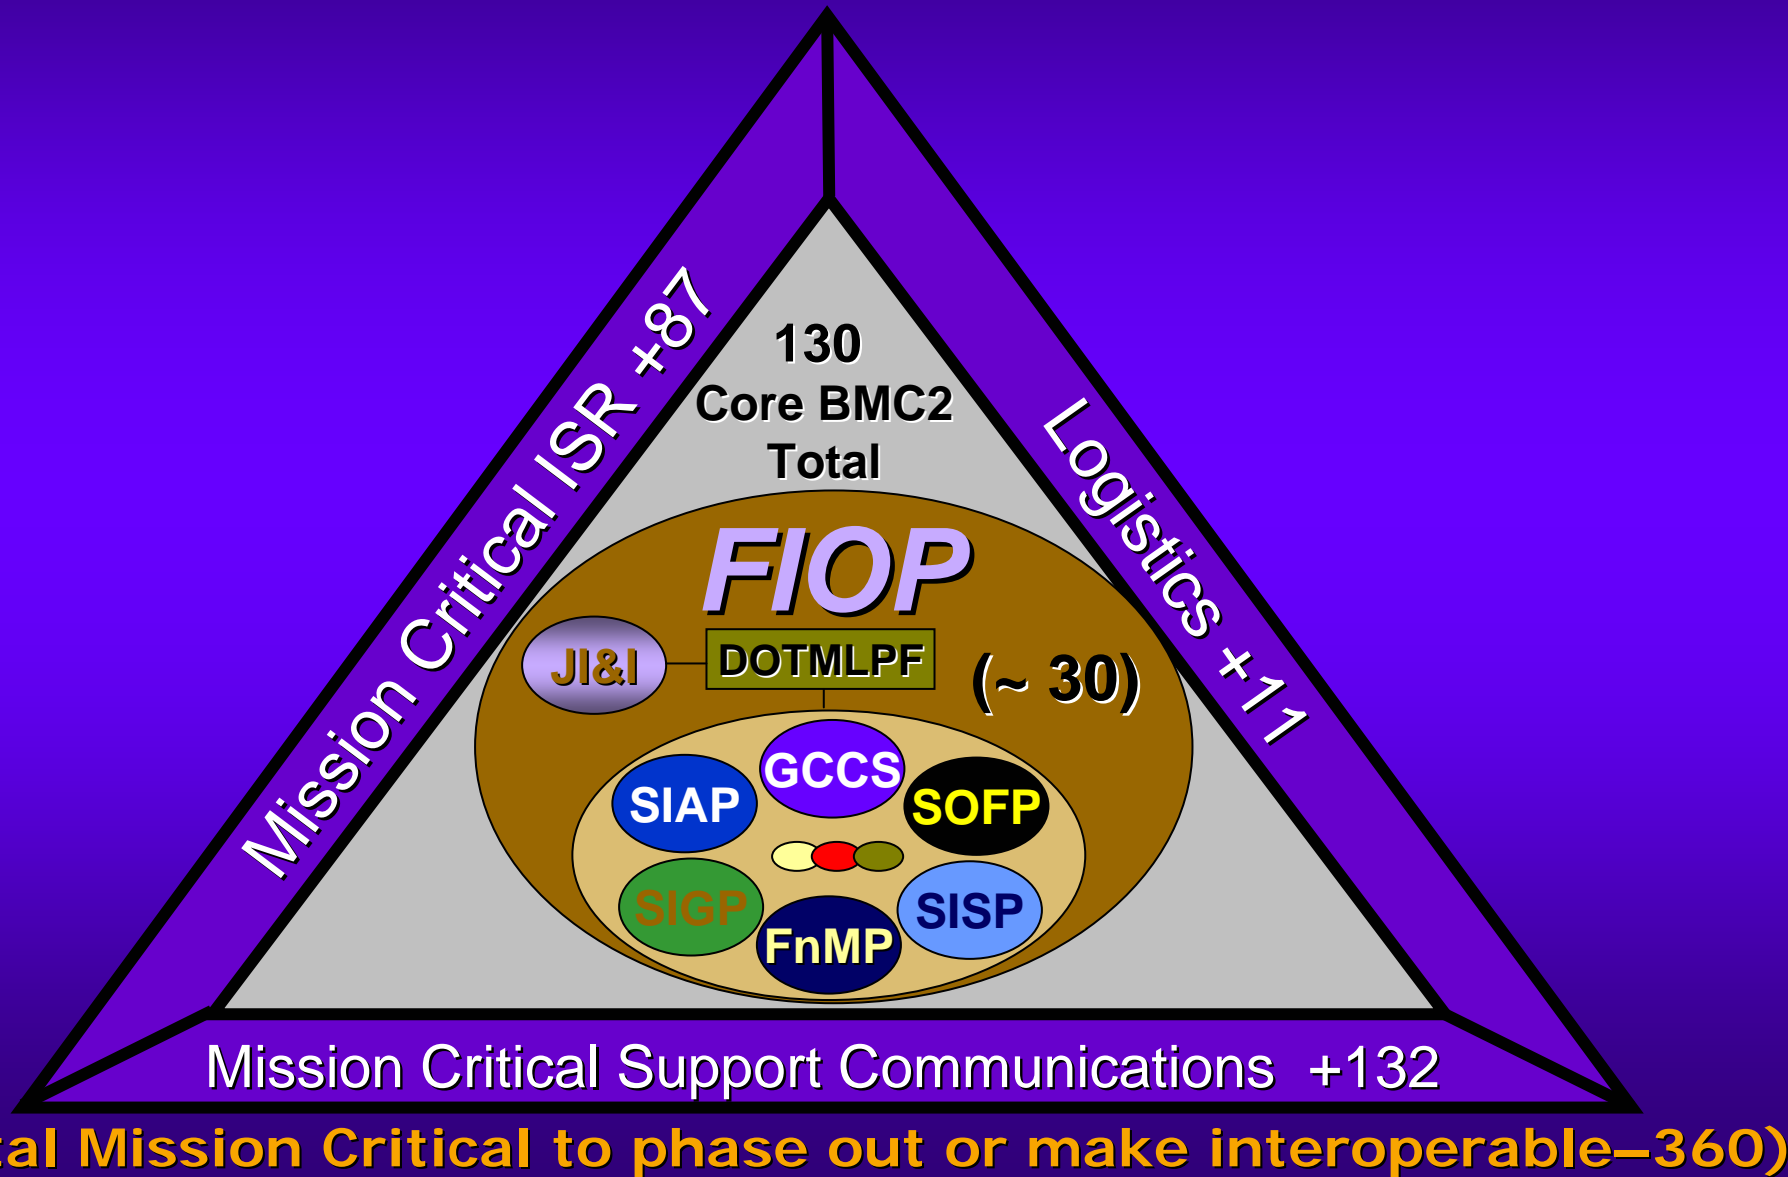 130
Core BMC2
Total
Mission Critical ISR +87
Logistics +11
FIOP
JI&I
DOTMLPF
(~ 30)
GCCS
SIAP
SOFP
SIGP
SISP
FnMP
Mission Critical Support Communications +132
Mission Critical to phase out or make interoperable–360)